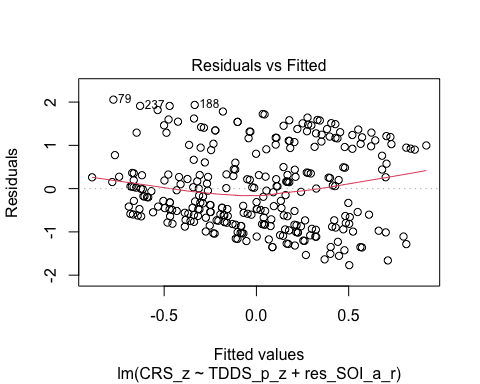 Residuals vs Fitted
Residuals
2
1
0
-1
-2
79
237
188
-0.5
0.0
0.5
Fitted values
lm(CRS_z ~ TDDS_p_z + res_SOI_a_r)